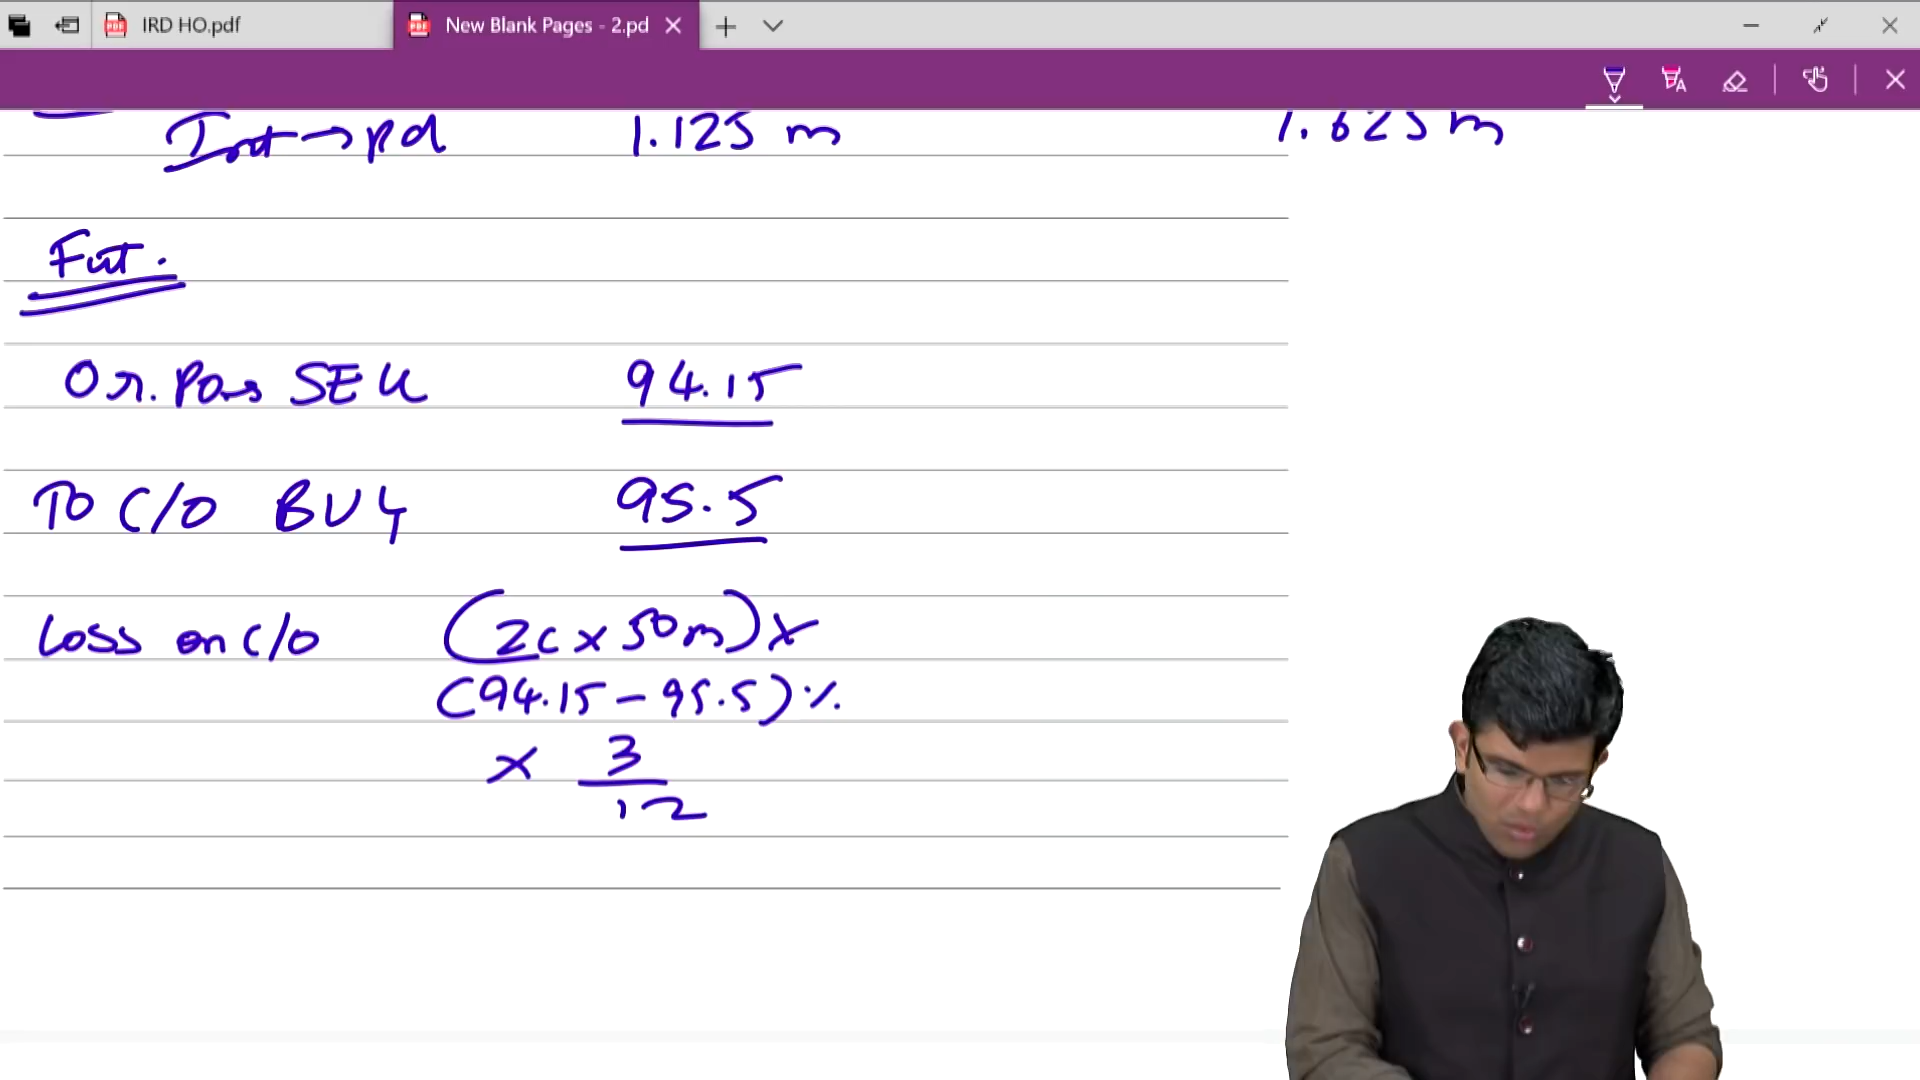 IRD HO.pdf
New Blank Pages - 2.pd
Int → pd 1.125 m 1.625 m
Fut.
Or. Pos SELL 94.15
TO C/O BUY 95.5
Loss on C/O (2c x 50m) x
(94.15 - 95.5) %
x 3
12